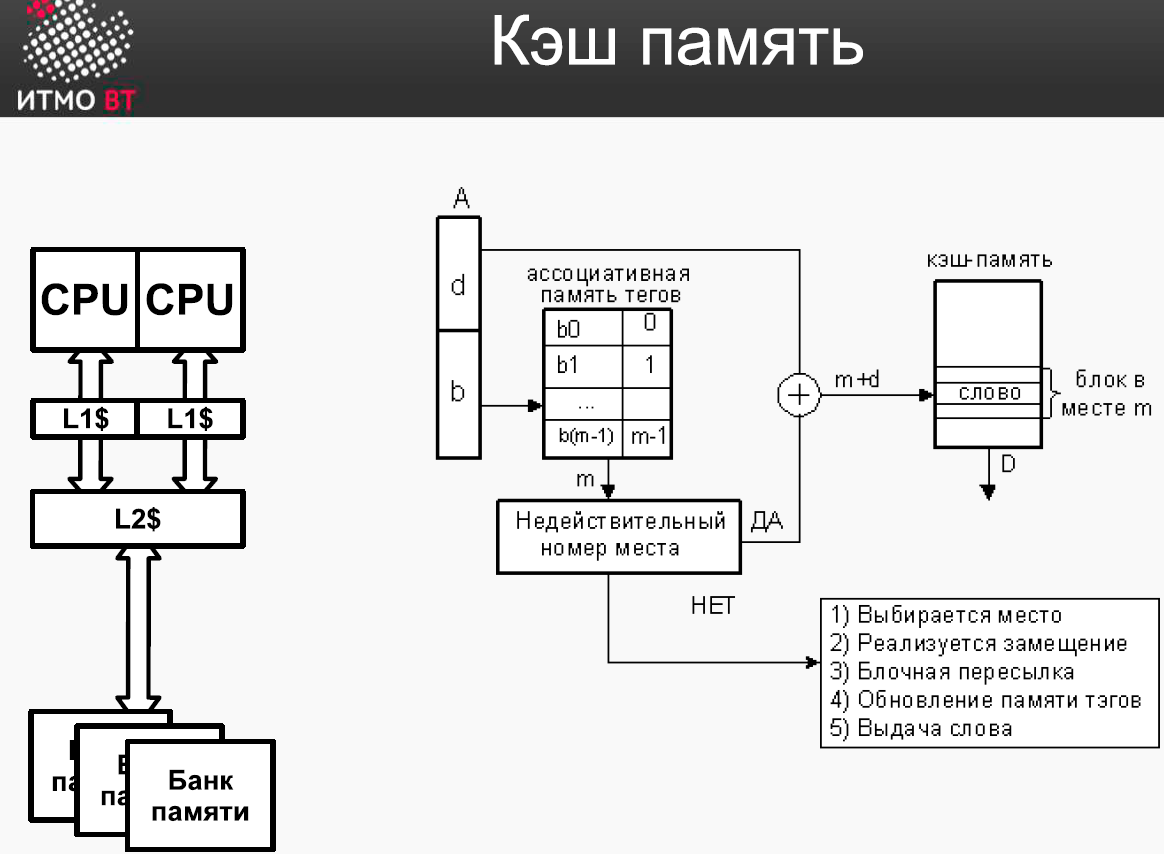 Кэш память
ИТМО ВТ
CPU CPU
L1$ L1$
L2$
Банк
памяти
A
d
b
ассоциативная
память тегов
b0 0
b1 1
...
b(m-1) m-1
m
Недействительный
номер места
ДА
НЕТ
+
m+d
кэш-память
слово
блок в
месте m
D
1) Выбирается место
2) Реализуется замещение
3) Блочная пересылка
4) Обновление памяти тэгов
5) Выдача слова